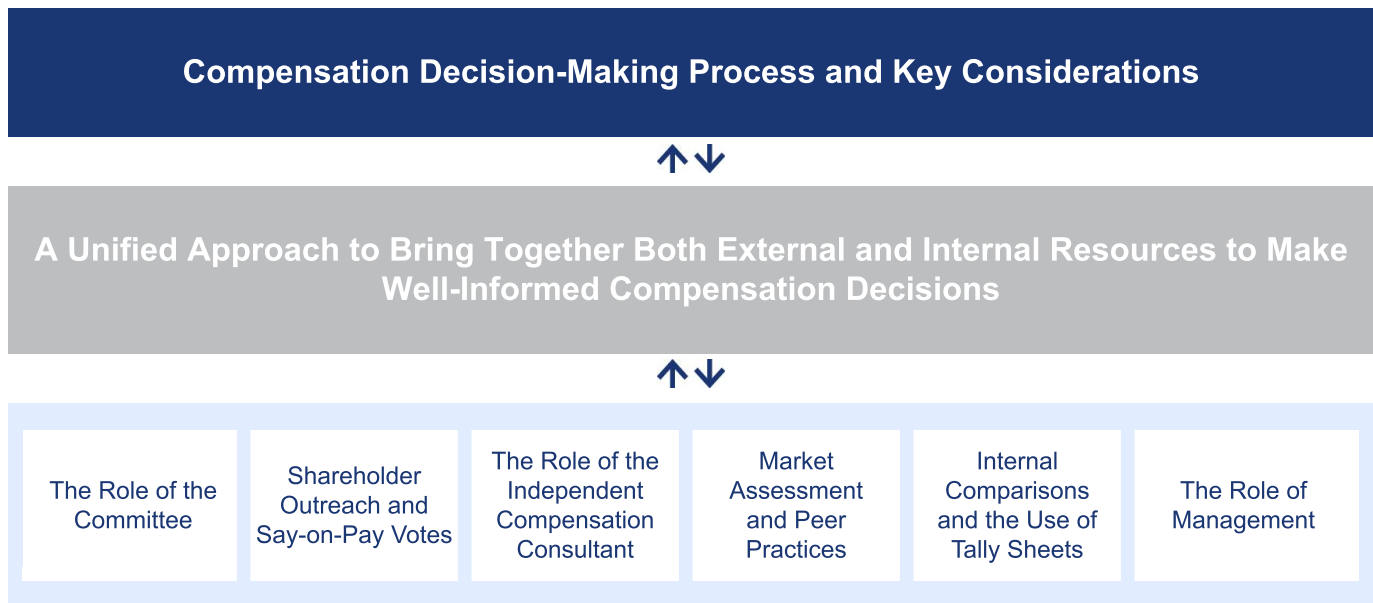 Compensation Decision-Making Process and Key Considerations
A Unified Approach to Bring Together Both External and Internal Resources to Make
Well-Informed Compensation Decisions
The Role of the
Committee
Shareholder
Outreach and
Say-on-Pay Votes
The Role of the
Independent
Compensation
Consultant
Market
Assessment
and Peer
Practices
Internal
Comparisons
and the Use of
Tally Sheets
The Role of
Management